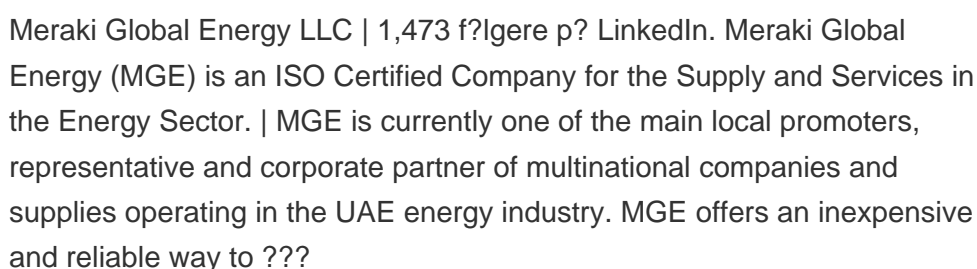 Meraki Global Energy LLC | 1,473 f?lgere p? LinkedIn. Meraki Global
Energy (MGE) is an ISO Certified Company for the Supply and Services in
the Energy Sector. | MGE is currently one of the main local promoters,
representative and corporate partner of multinational companies and
supplies operating in the UAE energy industry. MGE offers an inexpensive
and reliable way to ???